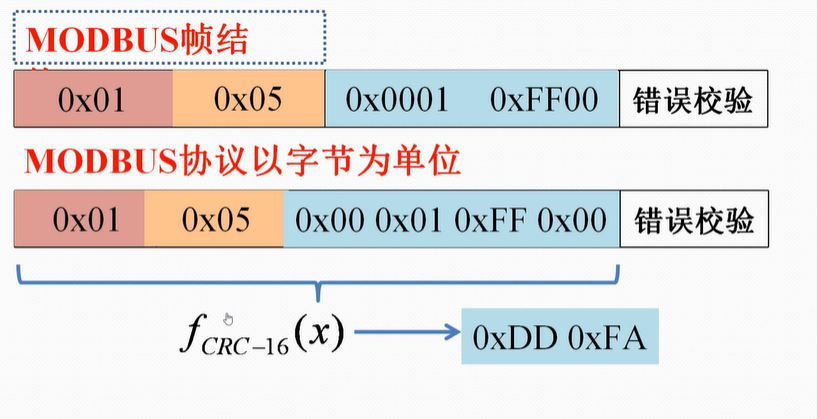 MODBUS帧结
0x01 0x05 0x0001 0xFF00 错误校验
MODBUS协议以字节为单位
0x01 0x05 0x00 0x01 0xFF 0x00 错误校验
fCRC-16(x) 0xDD 0xFA